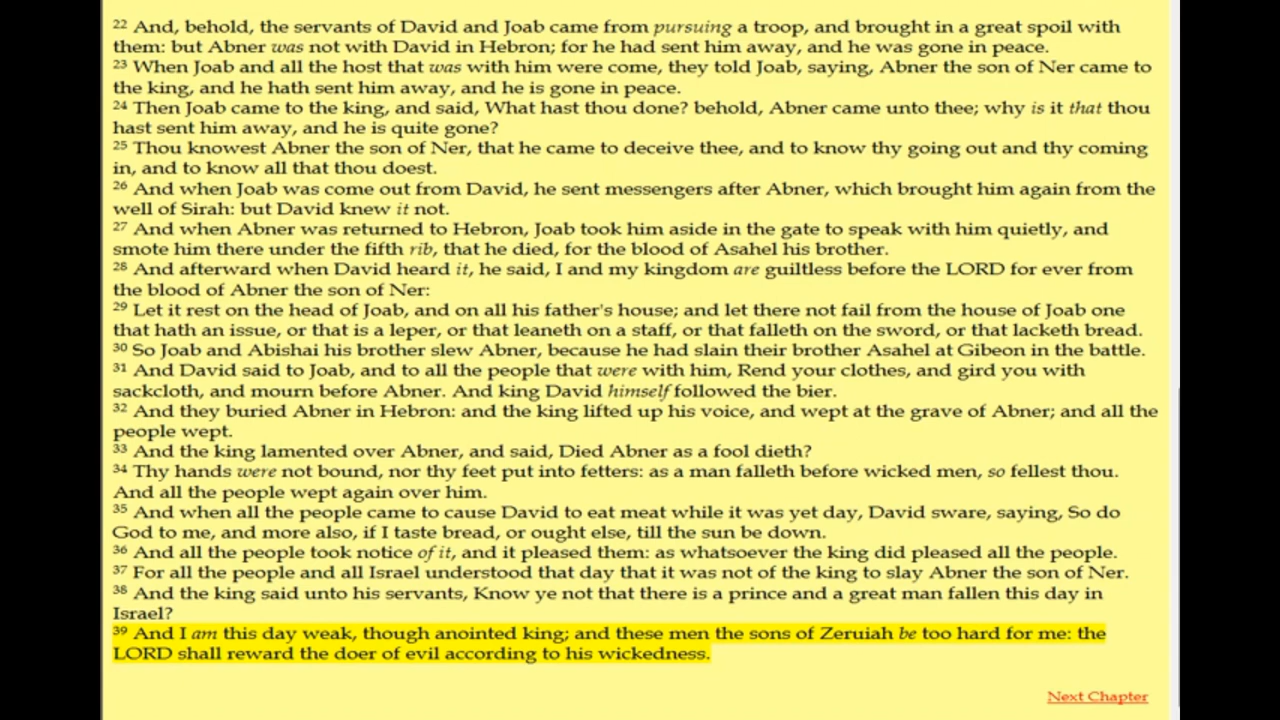 22 And, behold, the servants of David and Joab came from pursuing a troop, and brought in a great spoil with
them: but Abner was not with David in Hebron; for he had sent him away, and he was gone in peace.
23 When Joab and all the host that was with him were come, they told Joab, saying, Abner the son of Ner came to
the king, and he hath sent him away, and he is gone in peace.
24 Then Joab came to the king, and said, What hast thou done? behold, Abner came unto thee; why is it that thou
hast sent him away, and he is quite gone?
25 Thou knowest Abner the son of Ner, that he came to deceive thee, and to know thy going out and thy coming
in, and to know all that thou doest.
26 And when Joab was come out from David, he sent messengers after Abner, which brought him again from the
well of Sirah: but David knew it not.
27 And when Abner was returned to Hebron, Joab took him aside in the gate to speak with him quietly, and
smote him there under the fifth rib, that he died, for the blood of Asahel his brother.
28 And afterward when David heard it, he said, I and my kingdom are guiltless before the LORD for ever from
the blood of Abner the son of Ner:
29 Let it rest on the head of Joab, and on all his father's house; and let there not fail from the house of Joab one
that hath an issue, or that is a leper, or that leaneth on a staff, or that falleth on the sword, or that lacketh bread.
30 So Joab and Abishai his brother slew Abner, because he had slain their brother Asahel at Gibeon in the battle.
31 And David said to Joab, and to all the people that were with him, Rend your clothes, and gird you with
sackcloth, and mourn before Abner. And king David himself followed the bier.
32 And they buried Abner in Hebron: and the king lifted up his voice, and wept at the grave of Abner; and all the
people wept.
33 And the king lamented over Abner, and said, Died Abner as a fool dieth?
34 Thy hands were not bound, nor thy feet put into fetters: as a man falleth before wicked men, so fellest thou.
And all the people wept again over him.
35 And when all the people came to cause David to eat meat while it was yet day, David sware, saying, So do
God to me, and more also, if I taste bread, or ought else, till the sun be down.
36 And all the people took notice of it, and it pleased them: as whatsoever the king did pleased all the people.
37 For all the people and all Israel understood that day that it was not of the king to slay Abner the son of Ner.
38 And the king said unto his servants, Know ye not that there is a prince and a great man fallen this day in
Israel?
39 And I am this day weak, though anointed king; and these men the sons of Zeruiah be too hard for me: the
LORD shall reward the doer of evil according to his wickedness.
Next Chapter